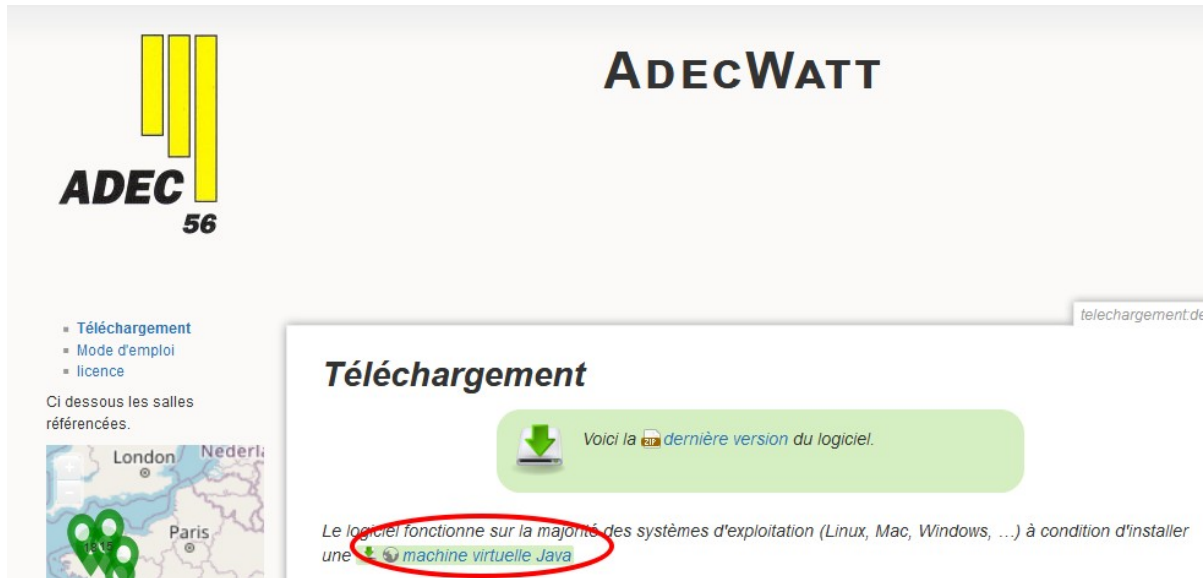 ADECWATT
ADEC
56
Téléchargement
Mode d'emploi
licence
Ci dessous les salles
référencées.
London
Nederl
Paris
telechargement:de
Téléchargement
Voici la ZIP dernière version du logiciel.
Le logiciel fonctionne sur la majorité des systèmes d'exploitation (Linux, Mac, Windows, …) à condition d'installer
une machine virtuelle Java